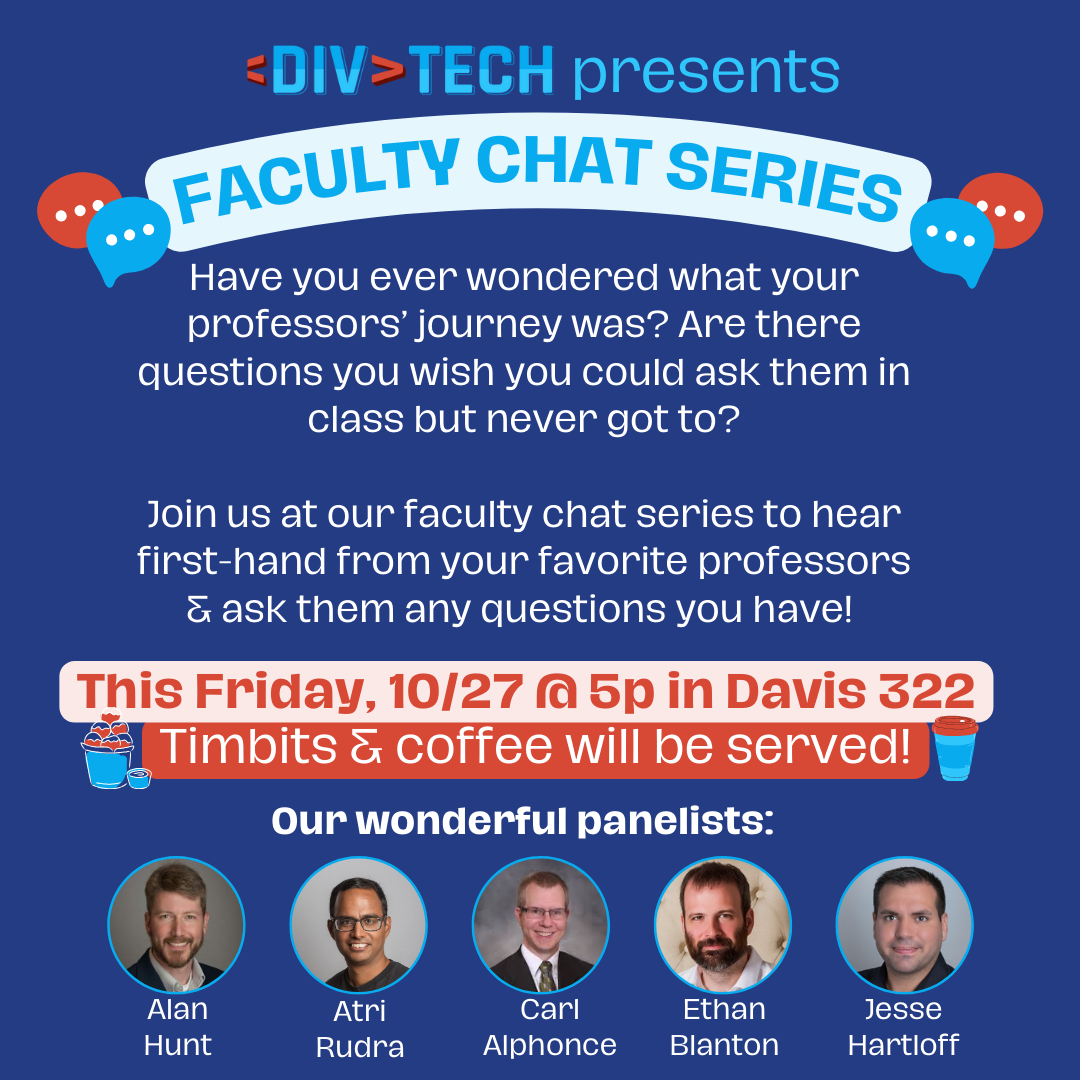 <DIV>TECH presents
FACULTY CHAT SERIES
Have you ever wondered what your
professors’ journey was? Are there
questions you wish you could ask them in
class but never got to?
Join us at our faculty chat series to hear
first-hand from your favorite professors
& ask them any questions you have!
This Friday, 10/27 @ 5p in Davis 322
Timbits & coffee will be served!
Our wonderful panelists:
Alan
Hunt
Atri
Rudra
Carl
Alphonce
Ethan
Blanton
Jesse
Hartloff